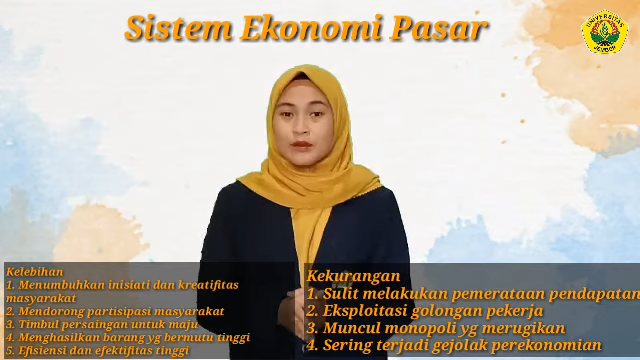 Sistem Ekonomi Pasar
UNIVERSITAS
JEMBER
Kelebihan
1. Menumbuhkan inisiati dan kreatifitas
masyarakat
2. Mendorong partisipasi masyarakat
3. Timbul persaingan untuk maju
4. Menghasilkan barang yg bermutu tinggi
5. Efisiensi dan efektifitas tinggi
Kekurangan
1. Sulit melakukan pemerataan pendapatan
2. Eksploitasi golongan pekerja
3. Muncul monopoli yg merugikan
4. Sering terjadi gejolak perekonomian